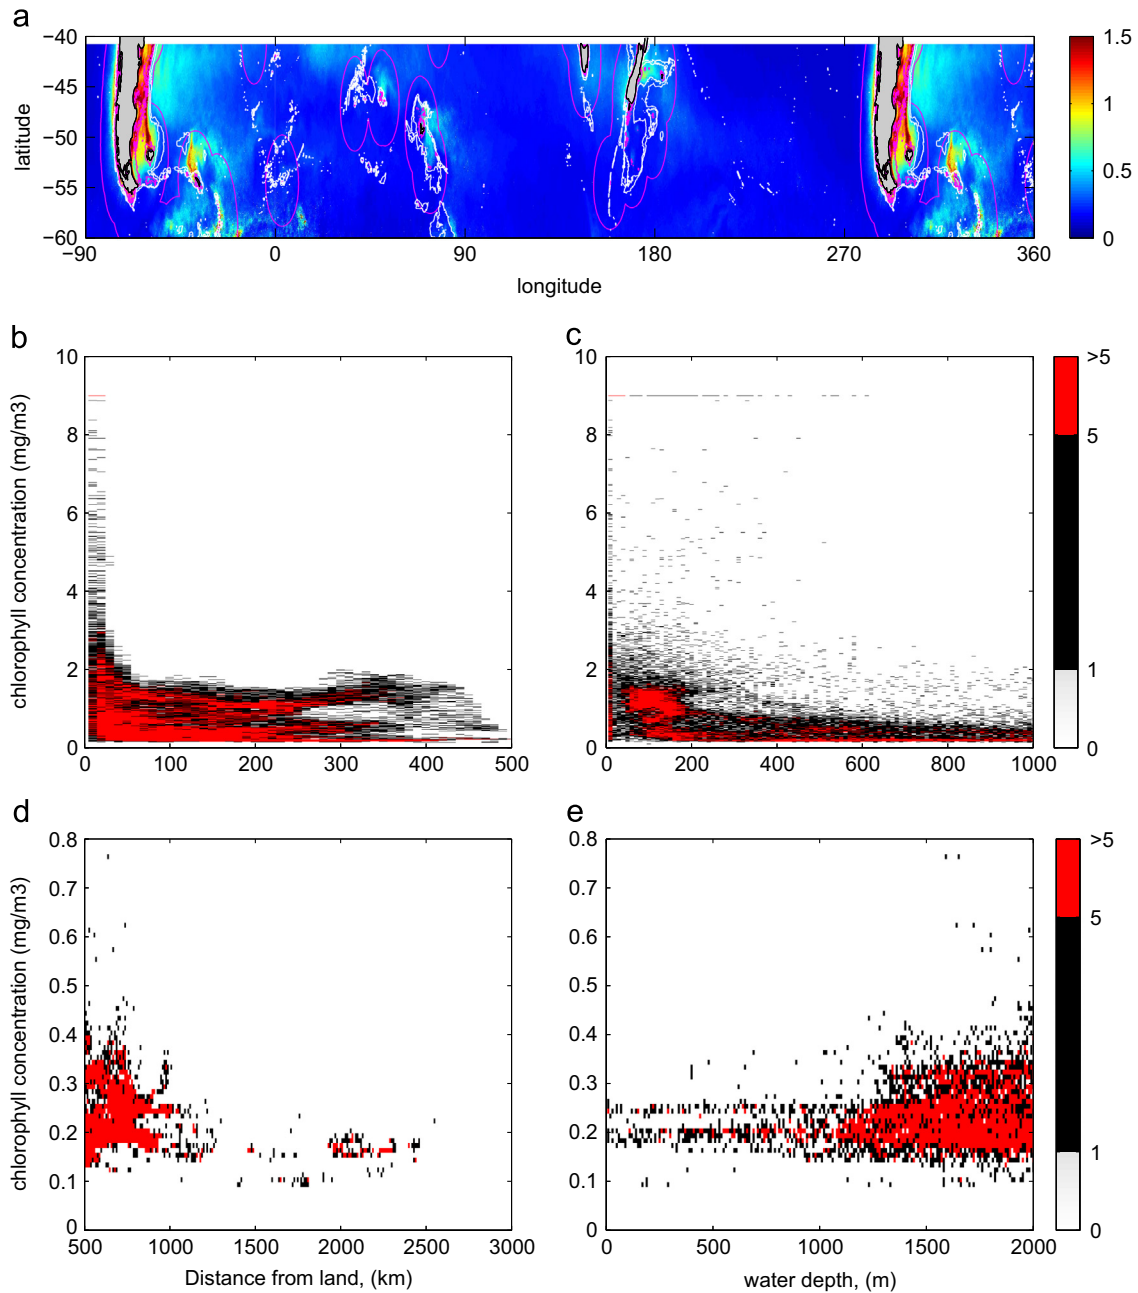 a
−40
−45
−50
−55
−60
latitude
−90 0 90 180 270 360
longitude
1.5
1
0.5
0
b
10
8
6
4
2
0
chlorophyll concentration (mg/m3)
0 100 200 300 400 500
c
10
8
6
4
2
0
0 200 400 600 800 1000
>5
5
1
0
d
0.8
0.7
0.6
0.5
0.4
0.3
0.2
0.1
0
chlorophyll concentration (mg/m3)
500 1000 1500 2000 2500 3000
Distance from land, (km)
e
0.8
0.7
0.6
0.5
0.4
0.3
0.2
0.1
0
0 500 1000 1500 2000
water depth, (m)
>5
5
1
0